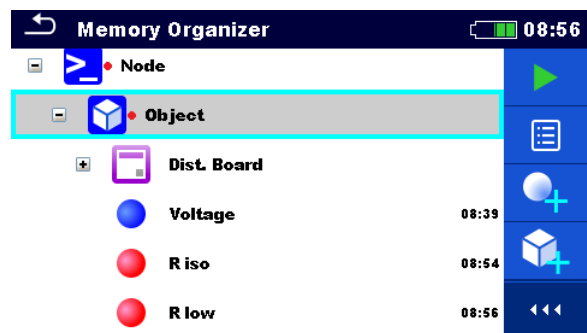 Memory Organizer 08:56
Node
Object
Dist. Board
Voltage 08:39
R iso 08:54
R low 08:56